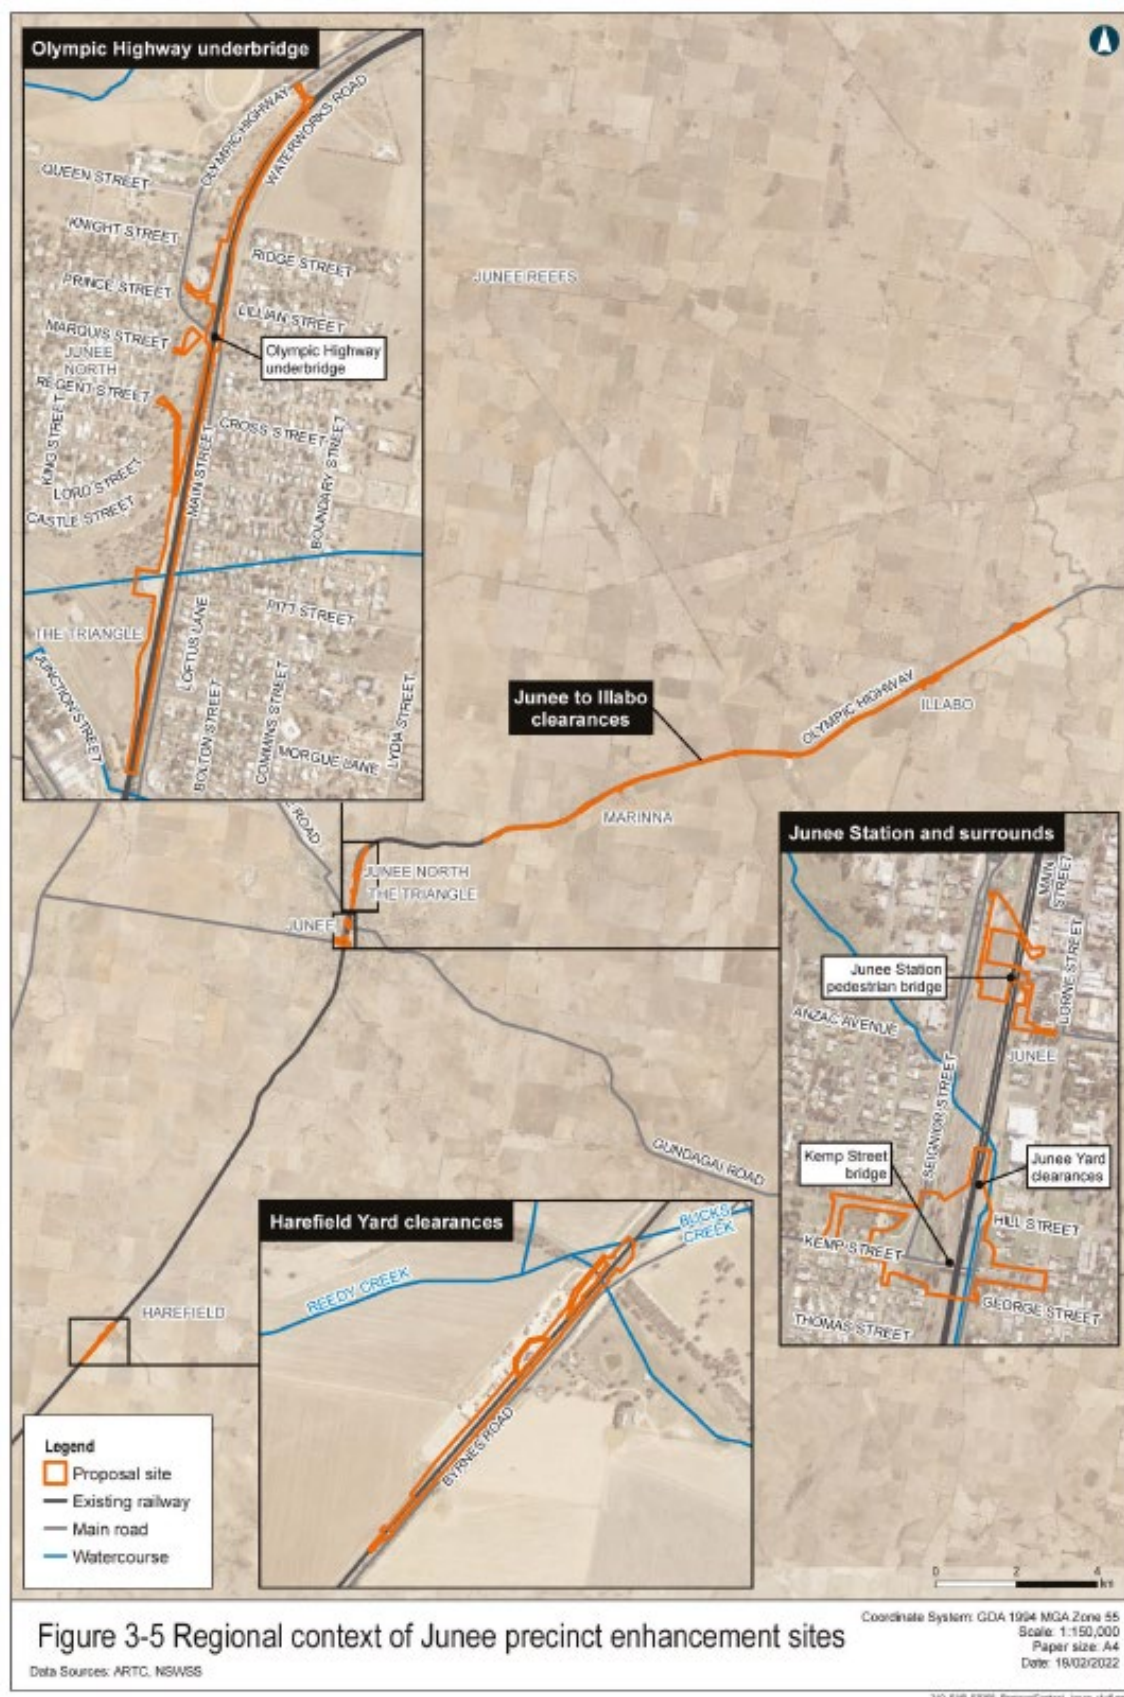 Olympic Highway underbridge
OLYMPIC HIGHWAY
WATERWORKS ROAD
QUEEN STREET
KNIGHT STREET
RIDGE STREET
PRINCE STREET
LILLIAN STREET
MARQUIS STREET
JUNEE
NORTH
Olympic Highway
underbridge
REGENT STREET
KING STREET
MAIN STREET
CROSS STREET
BOUNDARY STREET
LORD STREET
CASTLE STREET
PITT STREET
THE TRIANGLE
LOFTUS LANE
JUNCTION STREET
BOLTON STREET
COMMINS STREET
MORGUE LANE
LYDIA STREET
JUNEE REEFS
Junee to Illabo
clearances
OLYMPIC HIGHWAY
ILLABO
MARINNA
ROAD
JUNEE NORTH
THE TRIANGLE
JUNEE
GUNDAGAI ROAD
HAREFIELD
Junee Station and surrounds
MAIN
STREET
LORNE STREET
Junee Station
pedestrian bridge
ANZAC AVENUE
JUNEE
SEIGNIOR STREET
Kemp Street
bridge
Junee Yard
clearances
HILL STREET
KEMP STREET
GEORGE STREET
THOMAS STREET
Harefield Yard clearances
BUCKS
CREEK
REEDY CREEK
BYRNES ROAD
Legend
Proposal site
Existing railway
Main road
Watercourse
0 2 4
km
Figure 3-5 Regional context of Junee precinct enhancement sites
Data Sources: ARTC, NSWSS
Coordinate System: GDA 1994 MGA Zone 55
Scale: 1:150,000
Paper size: A4
Date: 19/02/2022